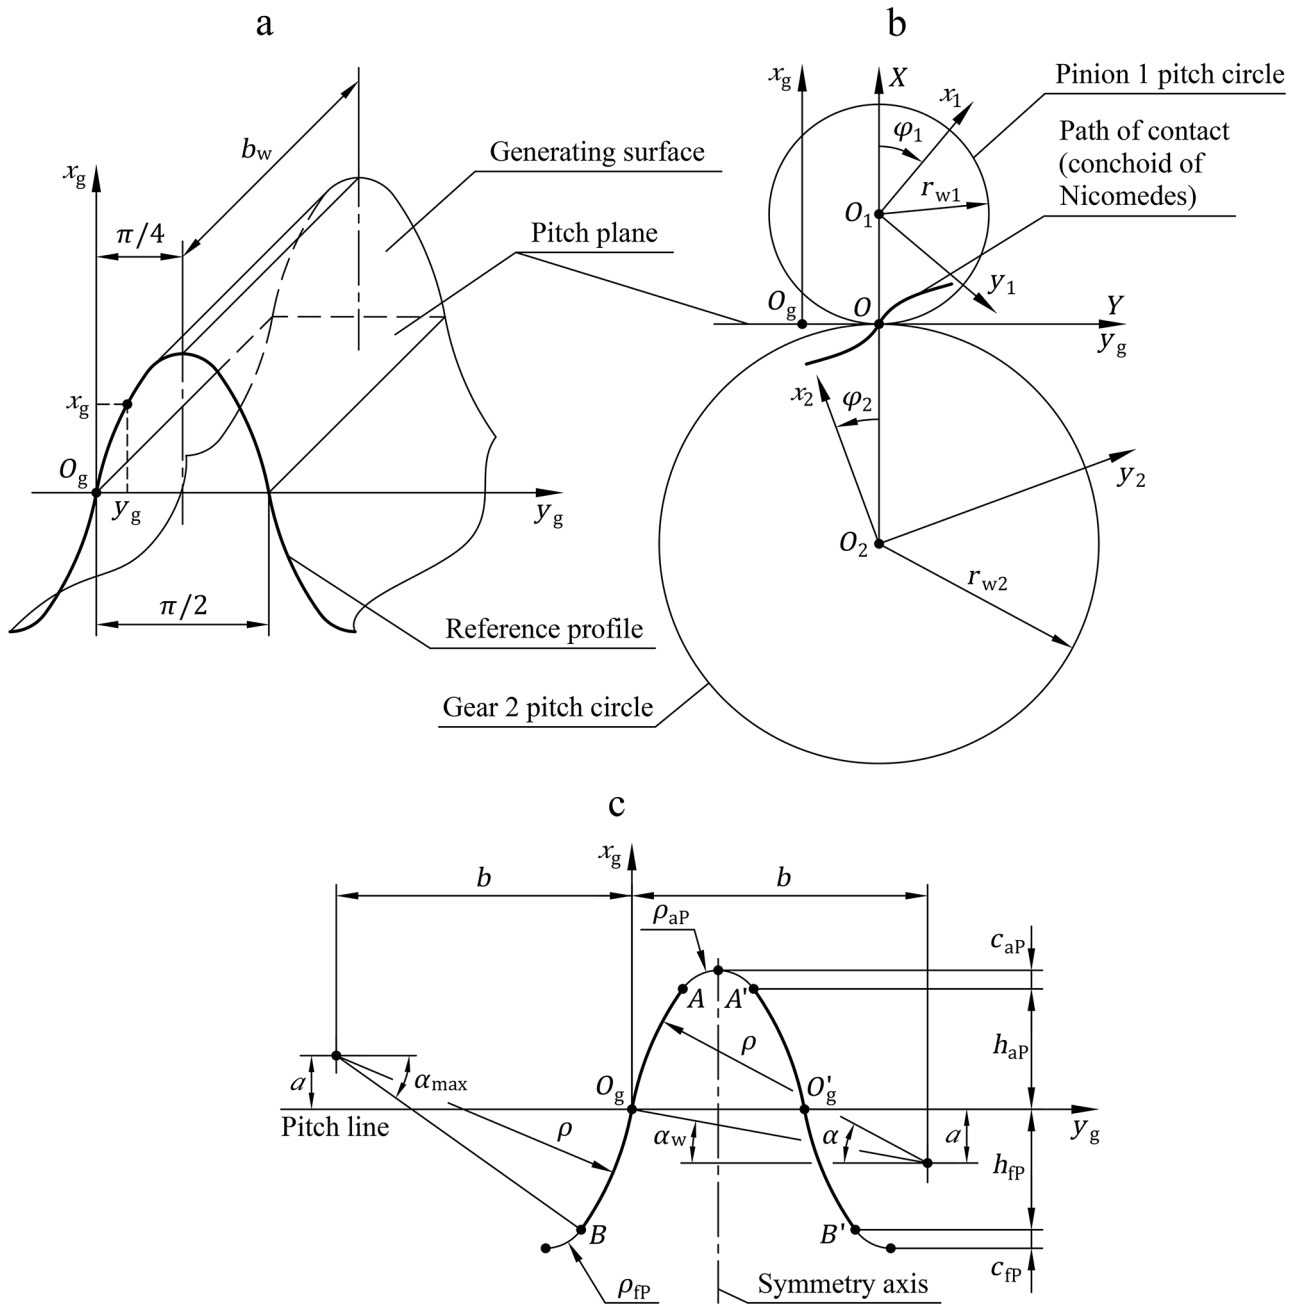 a
b_w
Generating surface
x_g
π/4
Pitch plane
x_g
O_g
y_g
y_g
π/2
Reference profile
b
x_g
X
x_1
Pinion 1 pitch circle
φ_1
Path of contact
(conchoid of
Nicomedes)
r_w1
O_1
y_1
O_g
O
Y
y_g
x_2
φ_2
y_2
O_2
r_w2
Gear 2 pitch circle
c
x_g
b
b
ρ_aP
c_aP
A
A'
h_aP
ρ
a
α_max
O_g
O'_g
Pitch line
y_g
ρ
α_w
α
a
h_fP
B
B'
c_fP
ρ_fP
Symmetry axis